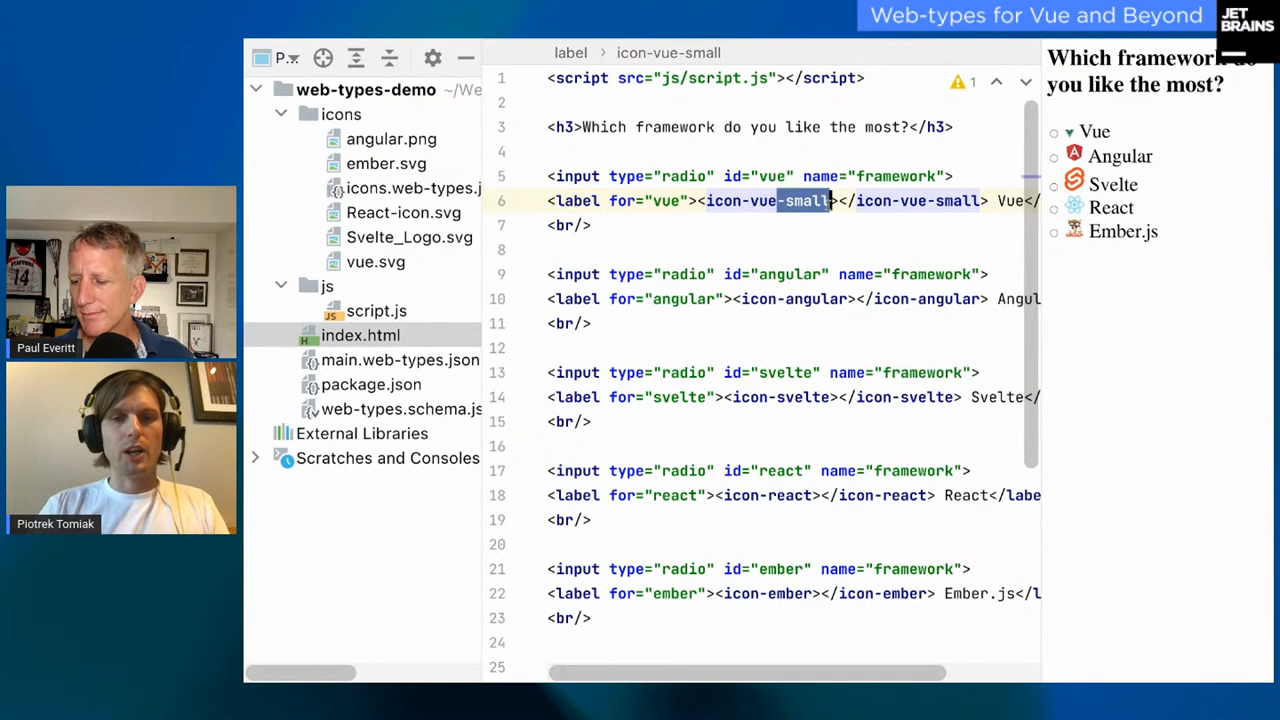 Web-types for Vue and Beyond
JET
BRAINS
P...
web-types-demo ~/We
icons
angular.png
ember.svg
icons.web-types.j
React-icon.svg
Svelte_Logo.svg
vue.svg
js
script.js
index.html
main.web-types.json
package.json
web-types.schema.js
External Libraries
Scratches and Consoles
label › icon-vue-small
1
1 <script src="js/script.js"></script>
2
3 <h3>Which framework do you like the most?</h3>
4
5 <input type="radio" id="vue" name="framework">
6 <label for="vue"><icon-vue-small></icon-vue-small> Vue</
7 <br/>
8
9 <input type="radio" id="angular" name="framework">
10 <label for="angular"><icon-angular></icon-angular> Angul
11 <br/>
12
13 <input type="radio" id="svelte" name="framework">
14 <label for="svelte"><icon-svelte></icon-svelte> Svelte</
15 <br/>
16
17 <input type="radio" id="react" name="framework">
18 <label for="react"><icon-react></icon-react> React</labe
19 <br/>
20
21 <input type="radio" id="ember" name="framework">
22 <label for="ember"><icon-ember></icon-ember> Ember.js</l
23 <br/>
24
25
Which framework do
you like the most?
Vue
Angular
Svelte
React
Ember.js
Paul Everitt
Piotrek Tomiak
14